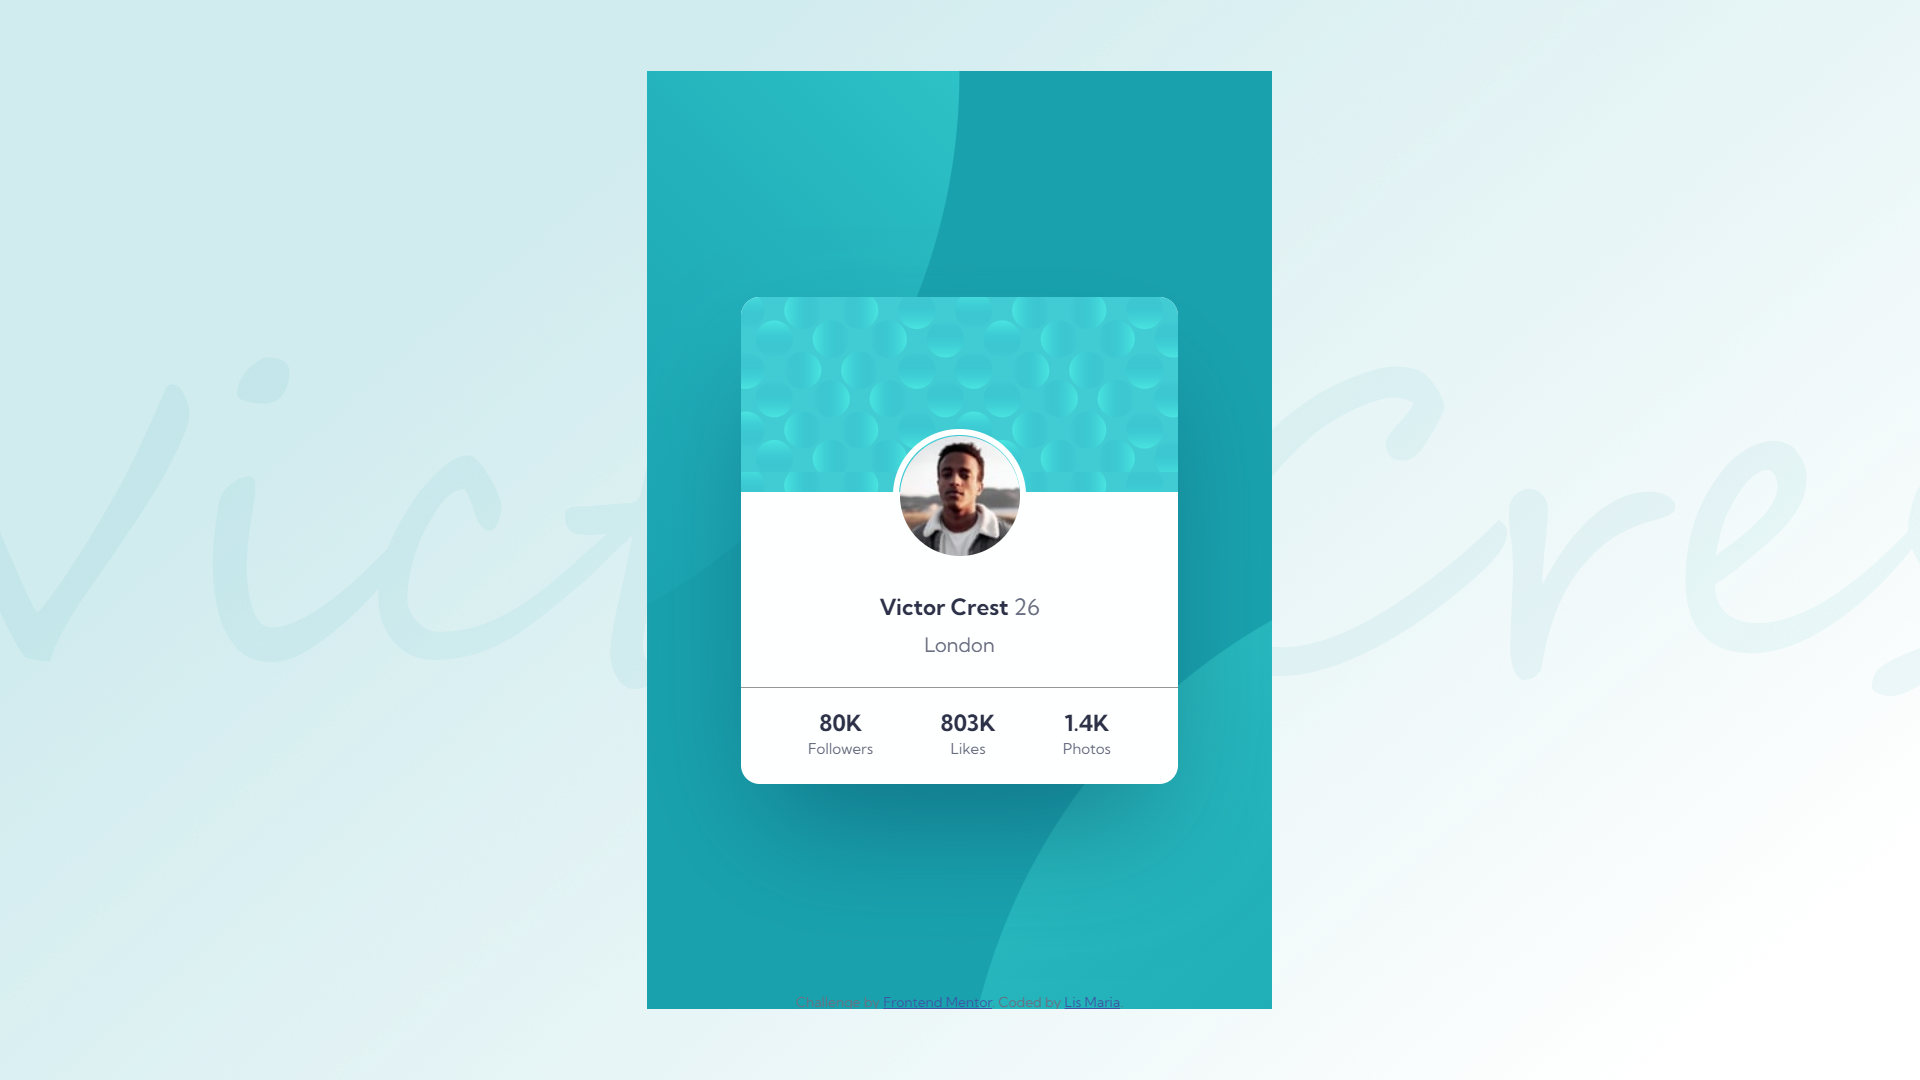 Victor Crest 26
London
80K 803K 1.4K
Followers Likes Photos
Challenge by Frontend Mentor. Coded by Lis Maria.